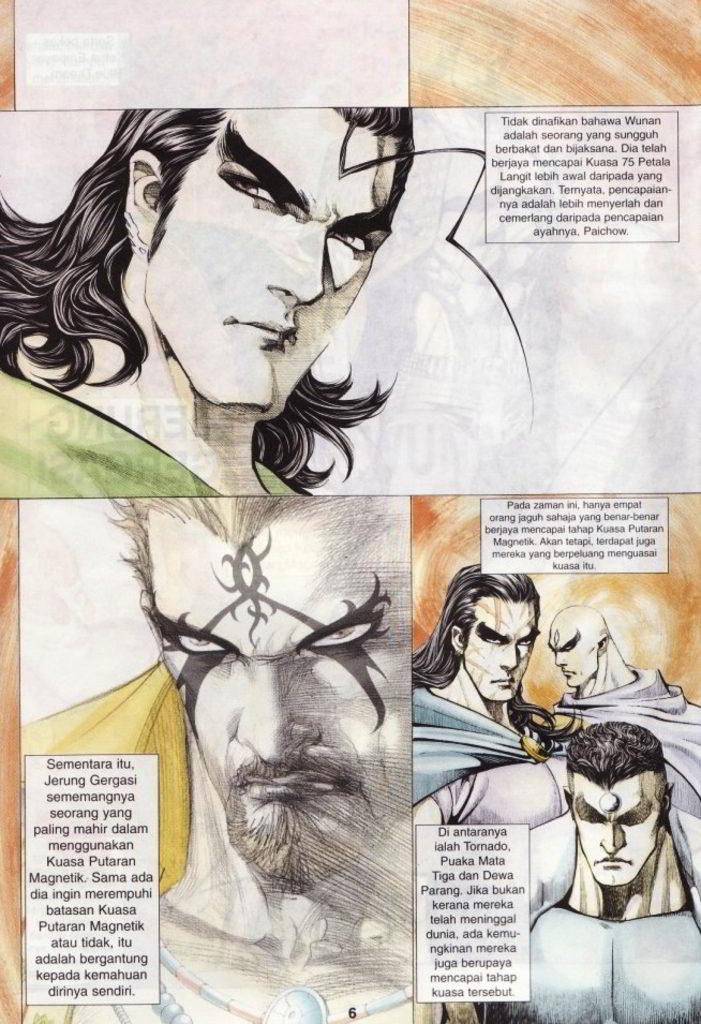 Tidak dinafikan bahawa Wunan
adalah seorang yang sungguh
berbakat dan bijaksana. Dia telah
berjaya mencapai Kuasa 75 Petala
Langit lebih awal daripada yang
dijangkakan. Ternyata, pencapaian-
nya adalah lebih menyerlah dan
cemerlang daripada pencapaian
ayahnya, Paichow.
Pada zaman ini, hanya empat
orang jaguh sahaja yang benar-benar
berjaya mencapai tahap Kuasa Putaran
Magnetik. Akan tetapi, terdapat juga
mereka yang berpeluang menguasai
kuasa itu.
Sementara itu,
Jerung Gergasi
sememangnya
seorang yang
paling mahir dalam
menggunakan
Kuasa Putaran
Magnetik. Sama ada
dia ingin merempuhi
batasan Kuasa
Putaran Magnetik
atau tidak, itu
adalah bergantung
kepada kemahuan
dirinya sendiri.
Di antaranya
ialah Tornado,
Puaka Mata
Tiga dan Dewa
Parang. Jika bukan
kerana mereka
telah meninggal
dunia, ada kemu-
ngkinan mereka
juga berupaya
mencapai tahap
kuasa tersebut.
6